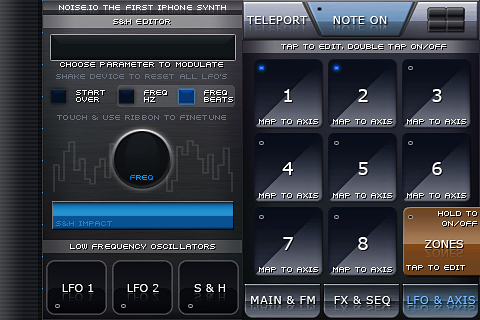 NOISE.IO THE FIRST IPHONE SYNTH
S&H EDITOR
CHOOSE PARAMETER TO MODULATE
SHAKE DEVICE TO RESET ALL LFO'S
START OVER
FREQ HZ
FREQ BEATS
TOUCH & USE RIBBON TO FINETUNE
FREQ
S&H IMPACT
LOW FREQUENCY OSCILLATORS
LFO 1
LFO 2
S & H
TELEPORT
NOTE ON
TAP TO EDIT, DOUBLE TAP ON/OFF
1
MAP TO AXIS
2
MAP TO AXIS
3
MAP TO AXIS
4
MAP TO AXIS
5
MAP TO AXIS
6
MAP TO AXIS
7
MAP TO AXIS
8
MAP TO AXIS
HOLD TO
ON/OFF
ZONES
TAP TO EDIT
MAIN & FM
FX & SEQ
LFO & AXIS